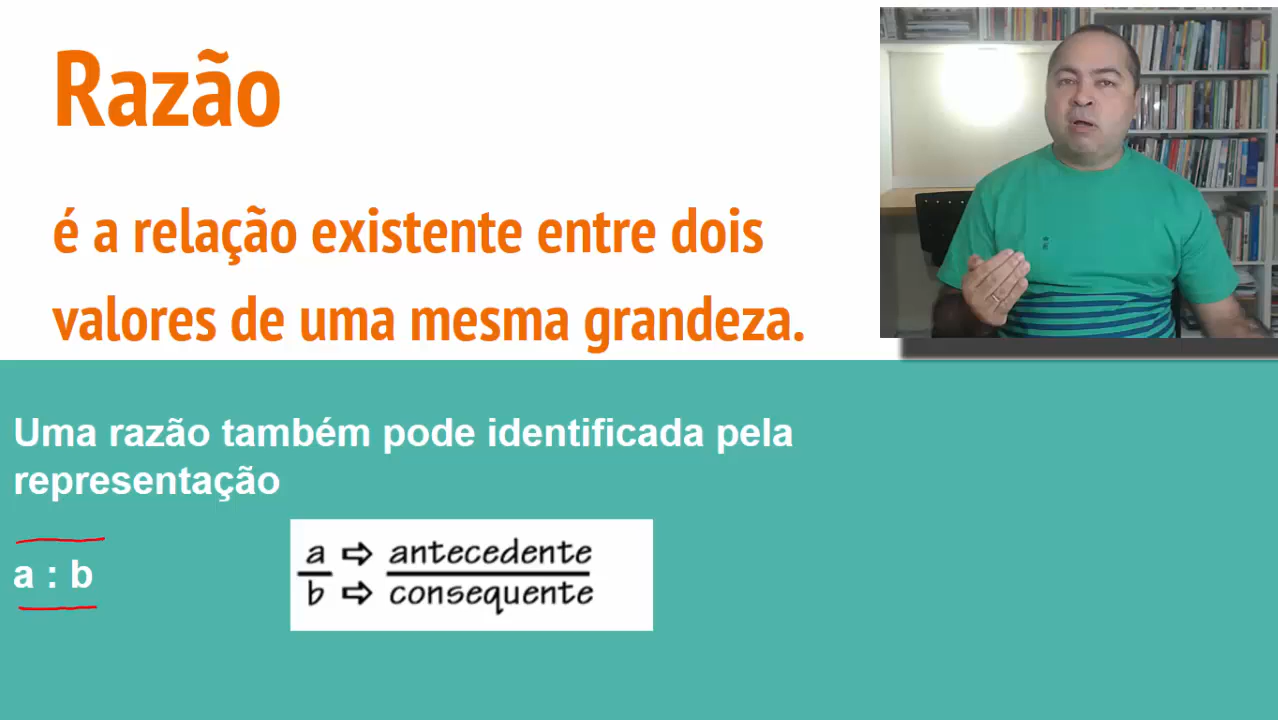 Razão
é a relação existente entre dois
valores de uma mesma grandeza.
Uma razão também pode identificada pela
representação
a : b
a ⇨ antecedente
b ⇨ consequente